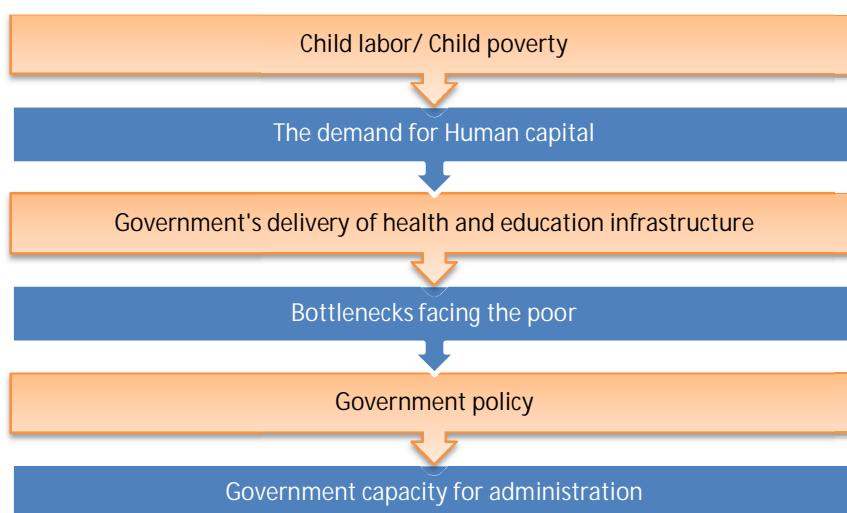 Child labor/ Child poverty
The demand for Human capital
Government's delivery of health and education infrastructure
Bottlenecks facing the poor
Government policy
Government capacity for administration